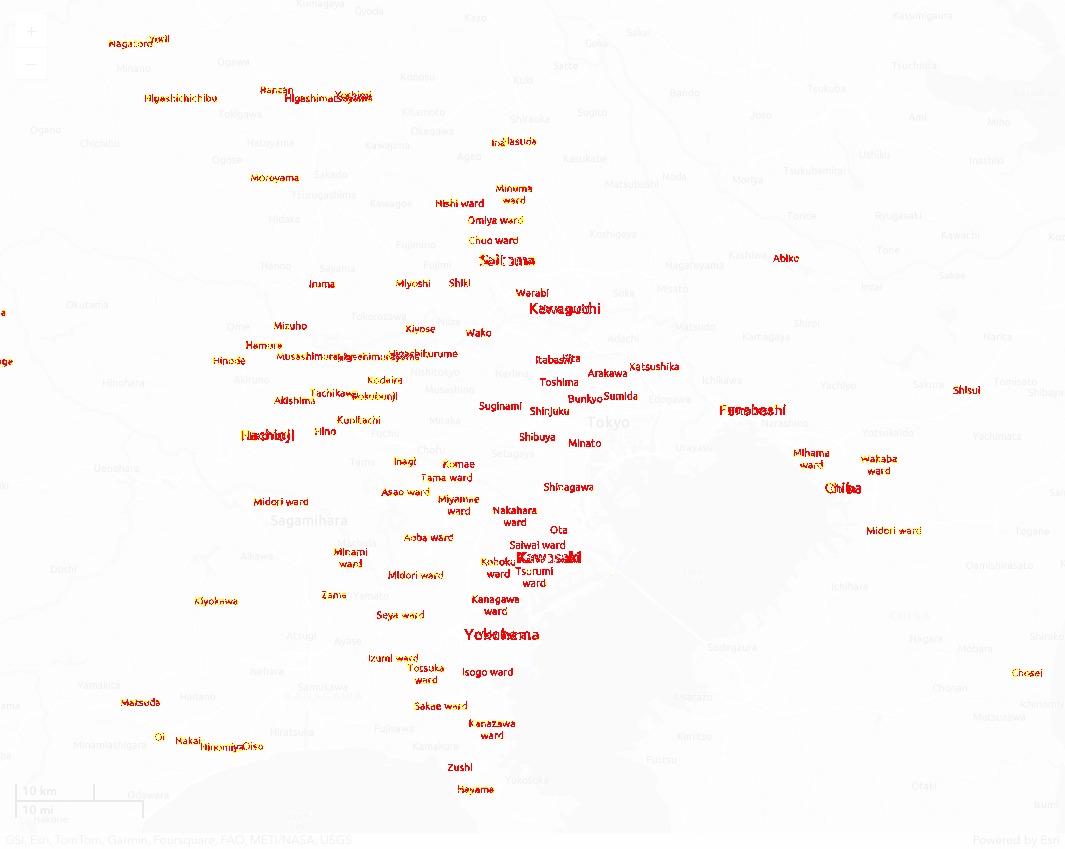 Kumagaya
Gyoda
Kazo
Kasumigaura
Sakai
Koga
Nagatoro
Yorii
Minano
Ogawa
Konosu
Satte
Tsuchiura
Kuki
Bando
Tsukuba
Ranzan
Yoshimi
Higashichichibu
Higashimatsuyama
Tokigawa
Kitamoto
Shiraoka
Sugito
Joso
Ami
Miho
Ogano
Chichibu
Hatoyama
Kawajima
Okegawa
Ina
Hasuda
Ogose
Ageo
Kasukabe
Ushiku
Inashiki
Moroyama
Sakado
Tsurugashima
Matsubushi
Noda
Moriya
Tsukubamirai
Minuma
ward
Nishi ward
Kawagoe
Hidaka
Omiya ward
Toride
Ryugasaki
Koshigaya
Kawachi
Chuo ward
Fujimino
Tone
Hanno
Sayama
Fujimi
Saitama
Nagareyama
Kashiwa
Abiko
Sakae
Iruma
Miyoshi
Shiki
Warabi
Soka
Misato
Inzai
Okutama
Kawaguchi
Tokorozawa
Ome
Mizuho
Kiyose
Niiza
Wako
Adachi
Matsudo
Shiroi
Kamagaya
Narita
Hamura
Hinode
Musashimurayama
Higashimurayama
Higashikurume
Itabashi
Kita
Katsushika
Arakawa
Nishitokyo
Nerima
Hinohara
Akiruno
Kodaira
Toshima
Ichikawa
Yachiyo
Sakura
Tomisato
Shisui
Shibayama
Tachikawa
Kokubunji
Musashino
Akishima
Bunkyo
Sumida
Edogawa
Suginami
Shinjuku
Funabashi
Narashino
Kunitachi
Mitaka
Tokyo
Hachioji
Hino
Fuchu
Yotsukaido
Yachimata
Shibuya
Minato
Urayasu
Chofu
Setagaya
Mihama
ward
Wakaba
ward
Inagi
Komae
Tama
Uenohara
Tama ward
Chiba
Asao ward
Miyamae
ward
Shinagawa
Midori ward
Nakahara
ward
Sagamihara
Ota
Midori ward
Togane
Aoba ward
Saiwai ward
Machida
Minami
ward
Aikawa
Kawasaki
Kohoku
ward
Tsurumi
ward
Doshi
Oamishirasato
Midori ward
Ichihara
Kiyokawa
Zama
Yamato
Kanagawa
ward
Seya ward
CHIBA
Atsugi
Ayase
Yokohama
Nagara
Shirako
Sodegaura
Mobara
Izumi ward
Totsuka
ward
Isogo ward
Isehara
Chosei
Yamakita
Samukawa
Chonan
Hadano
Kisarazu
Matsuda
Sakae ward
Ichinomiya
Mutsuzawa
Kanazawa
ward
Hiratsuka
Fujisawa
Oi
Nakai
Ninomiya
Oiso
Minamiashigara
Kamakura
Kimitsu
Futtsu
Zushi
Yokosuka
Hayama
Otaki
10 km
Odawara
10 mi
Isumi
Hakone
GSI, Esri, TomTom, Garmin, Foursquare, FAO, METI/NASA, USGS
Powered by Esri